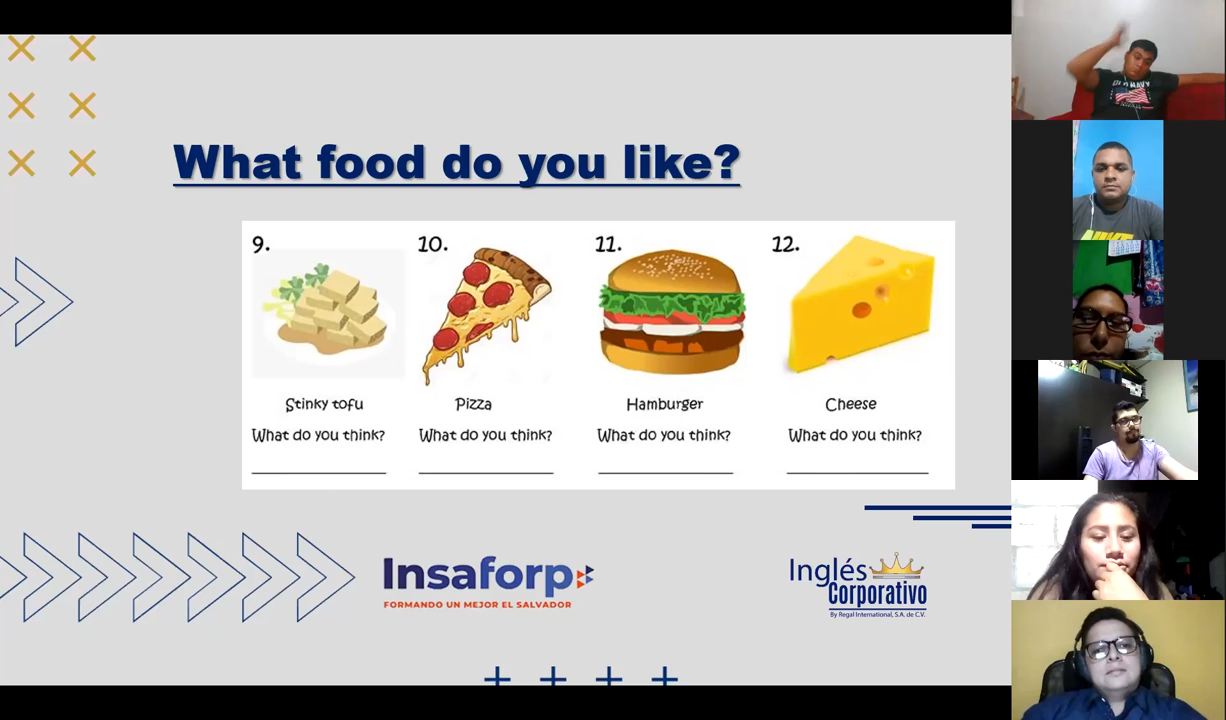 What food do you like?
9. 10. 11. 12.
Stinky tofu Pizza Hamburger Cheese
What do you think? What do you think? What do you think? What do you think?
Insaforp
FORMANDO UN MEJOR EL SALVADOR
Inglés
Corporativo
By Regal International, S.A. de C.V.